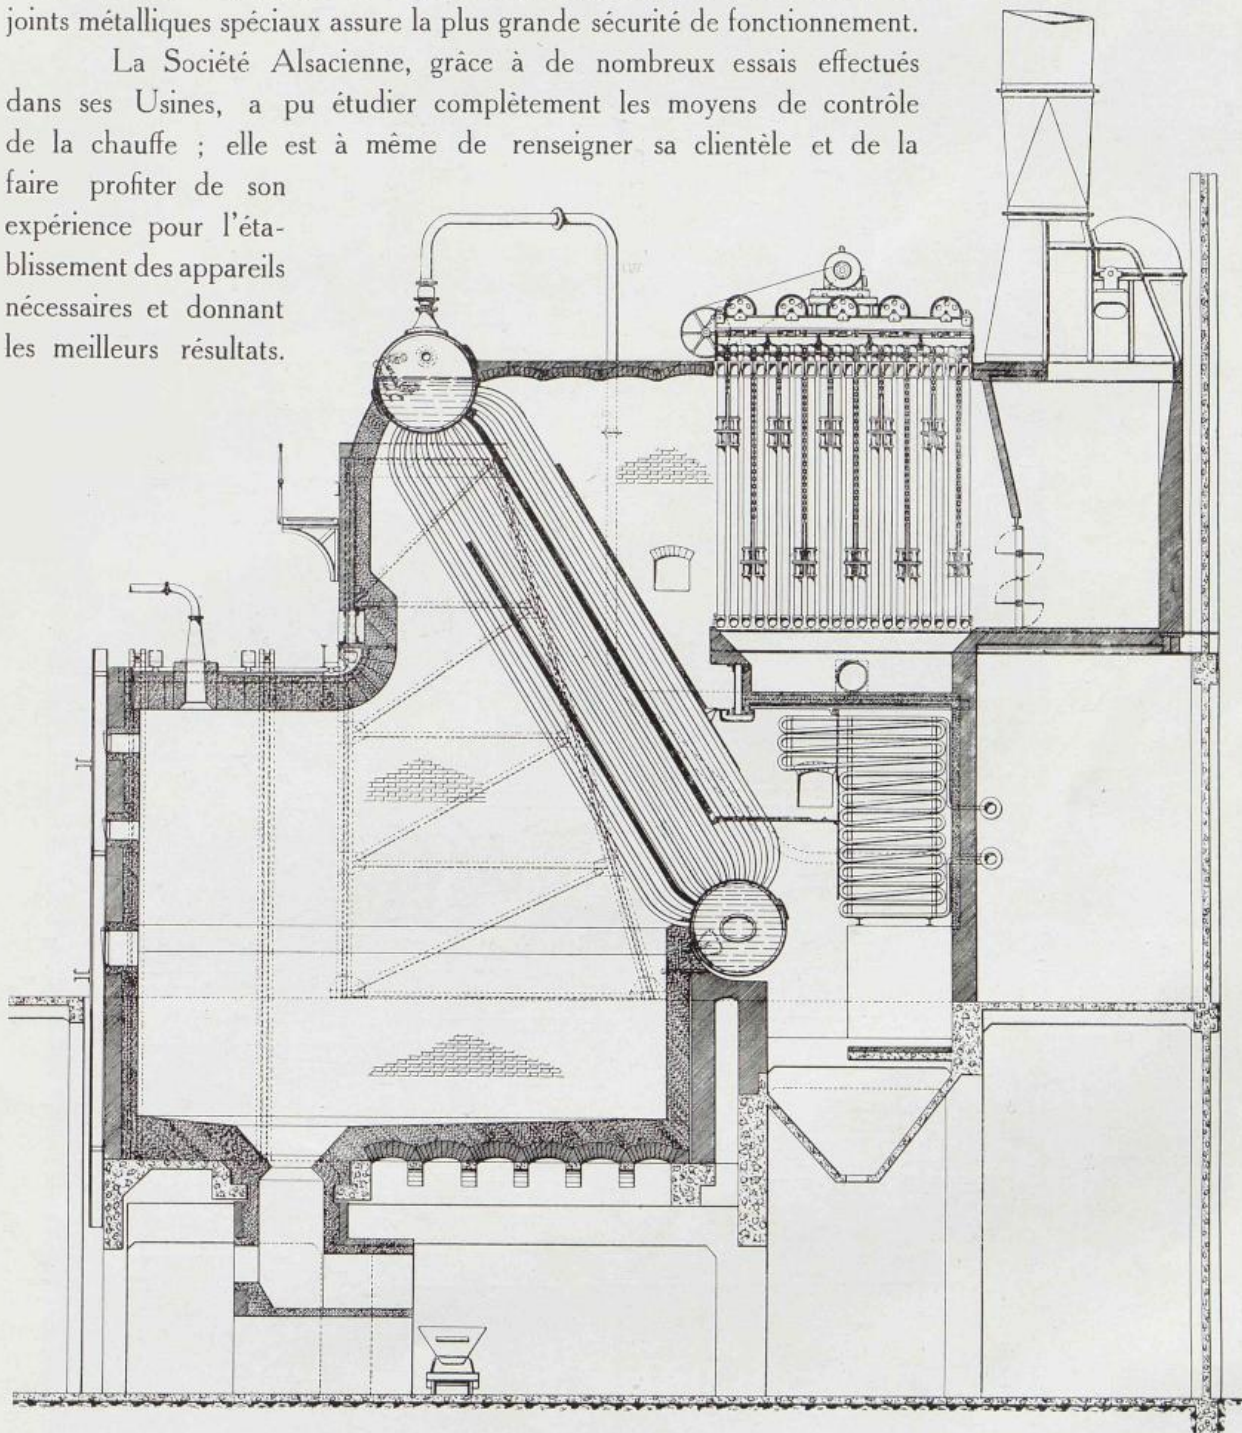 joints métalliques spéciaux assure la plus grande sécurité de fonctionnement.
La Société Alsacienne, grâce à de nombreux essais effectués
dans ses Usines, a pu étudier complètement les moyens de contrôle
de la chauffe ; elle est à même de renseigner sa clientèle et de la
faire profiter de son
expérience pour l'éta-
blissement des appareils
nécessaires et donnant
les meilleurs résultats.